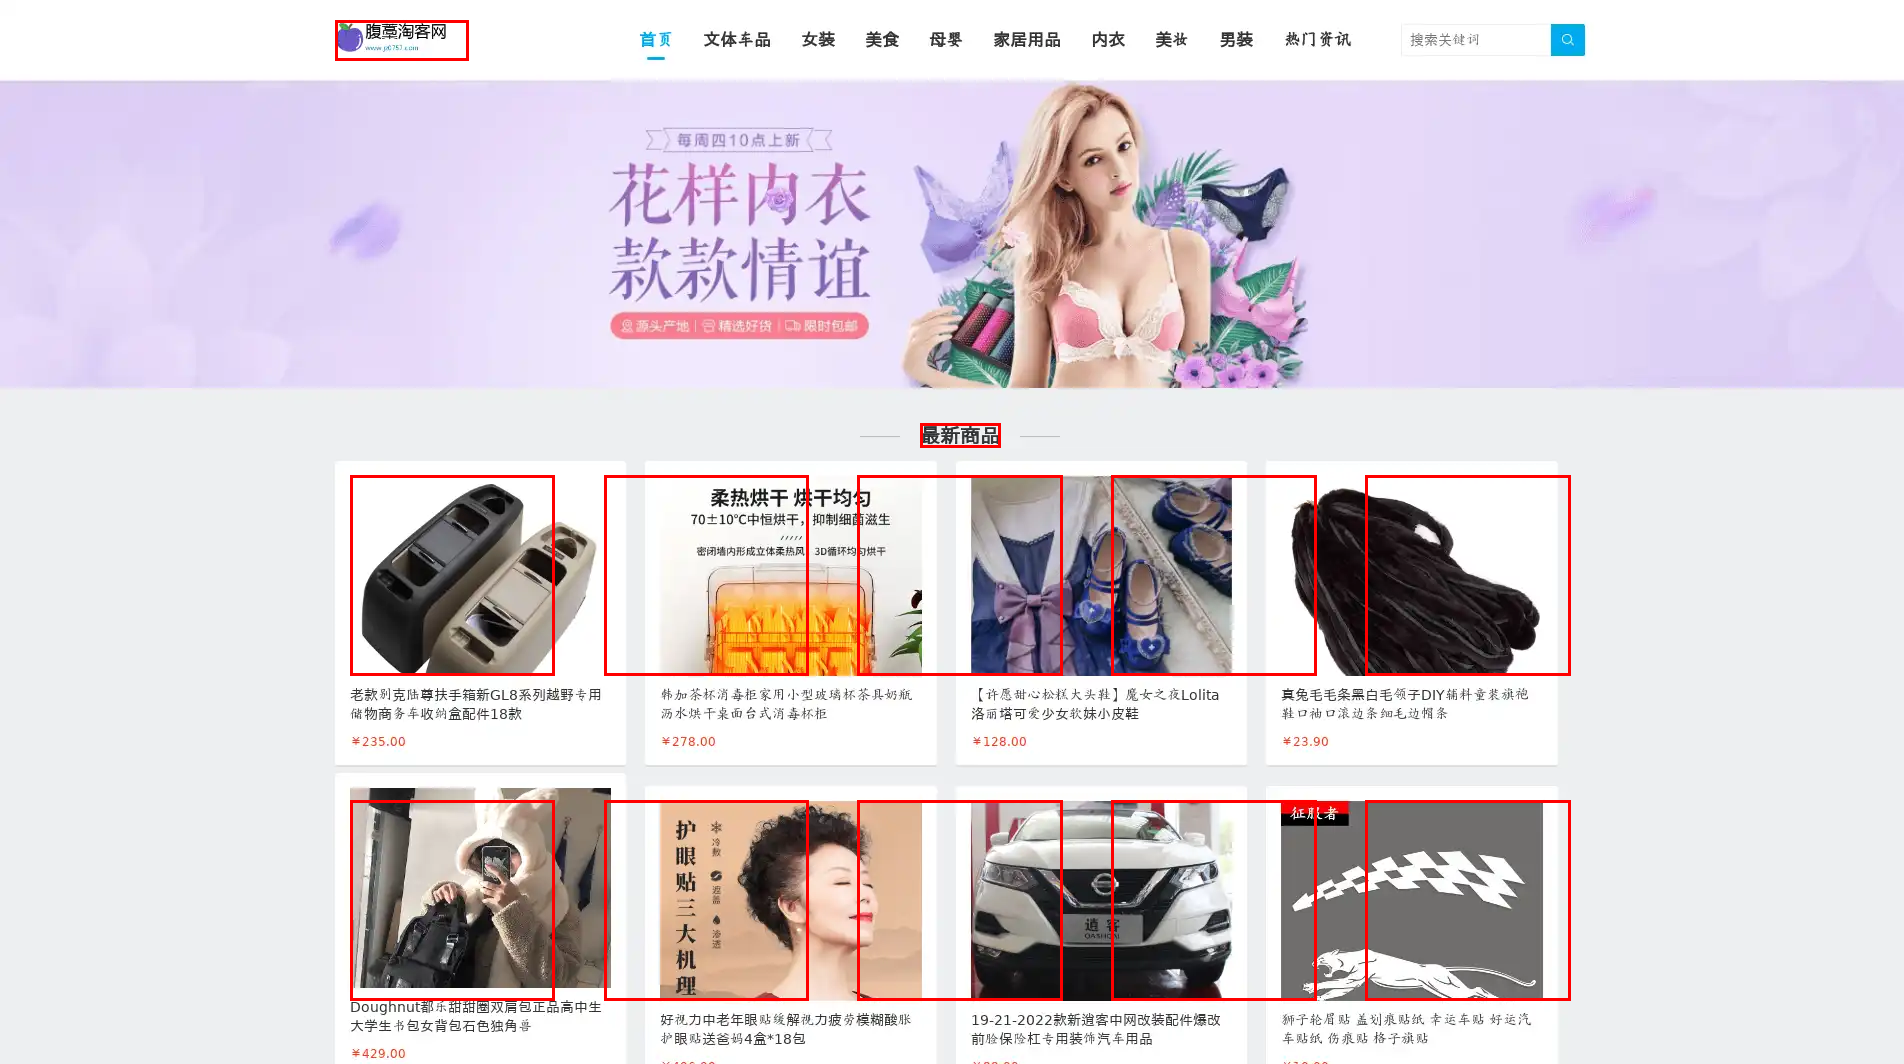 腹藁淘客网
www.jz0757.com
首页 文体车品 女装 美食 母婴 家居用品 内衣 美妆 男装 热门资讯 搜索关键词
每周四10点上新
花样内衣
款款情谊
源头产地 | 精选好货 | 限时包邮
最新商品
柔热烘干 烘干均匀
70±10℃中恒烘干，抑制细菌滋生
密闭墙内形成立体柔热风 3D循环均匀烘干
老款别克陆尊扶手箱新GL8系列越野专用
储物商务车收纳盒配件18款
￥235.00
韩加茶杯消毒柜家用小型玻璃杯茶具奶瓶
沥水烘干桌面台式消毒杯柜
￥278.00
【许愿甜心松糕大头鞋】魔女之夜Lolita
洛丽塔可爱少女软妹小皮鞋
￥128.00
真兔毛毛条黑白毛领子DIY辅料童装旗袍
鞋口袖口滚边条细毛边帽条
￥23.90
护眼贴三大机理
冷敷
遮盖
渗透
逍客
QASHQAI
征服者
Doughnut都乐甜甜圈双肩包正品高中生
大学生书包女背包石色独角兽
￥429.00
好视力中老年眼贴缓解视力疲劳模糊酸胀
护眼贴送爸妈4盒*18包
19-21-2022款新逍客中网改装配件爆改
前脸保险杠专用装饰汽车用品
狮子轮眉贴 盖划痕贴纸 幸运车贴 好运汽
车贴纸 伤痕贴 格子旗贴